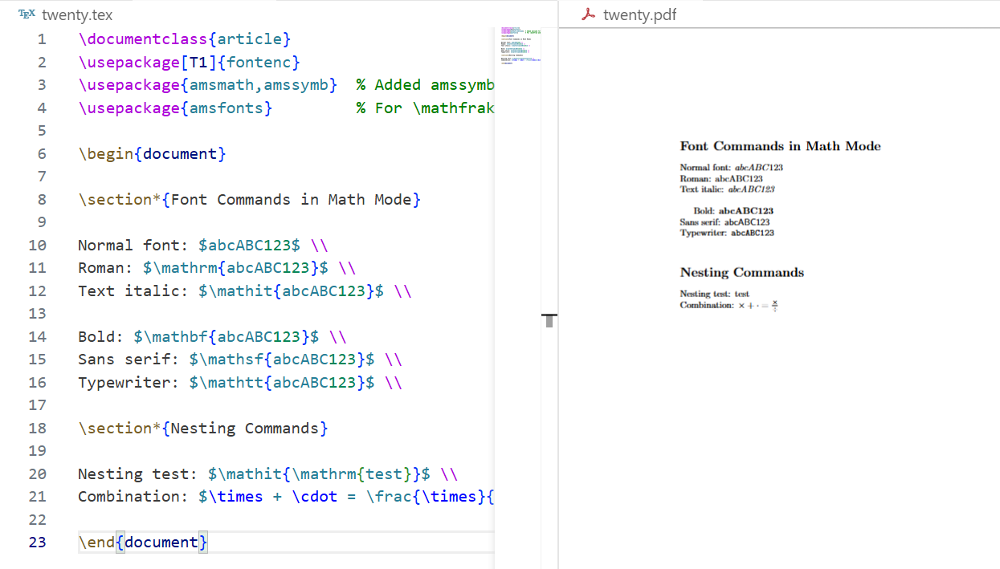 TEX twenty.tex
1 \documentclass{article}
2 \usepackage[T1]{fontenc}
3 \usepackage{amsmath,amssymb}  % Added amssymb
4 \usepackage{amsfonts}         % For \mathfrak
5
6 \begin{document}
7
8 \section*{Font Commands in Math Mode}
9
10 Normal font: $abcABC123$ \\
11 Roman: $\mathrm{abcABC123}$ \\
12 Text italic: $\mathit{abcABC123}$ \\
13
14 Bold: $\mathbf{abcABC123}$ \\
15 Sans serif: $\mathsf{abcABC123}$ \\
16 Typewriter: $\mathtt{abcABC123}$ \\
17
18 \section*{Nesting Commands}
19
20 Nesting test: $\mathit{\mathrm{test}}$ \\
21 Combination: $\times + \cdot = \frac{\times}{
22
23 \end{document}
twenty.pdf
Font Commands in Math Mode
Normal font: abcABC123
Roman: abcABC123
Text italic: abcABC123
Bold: abcABC123
Sans serif: abcABC123
Typewriter: abcABC123
Nesting Commands
Nesting test: test
Combination: × + · = ×/÷